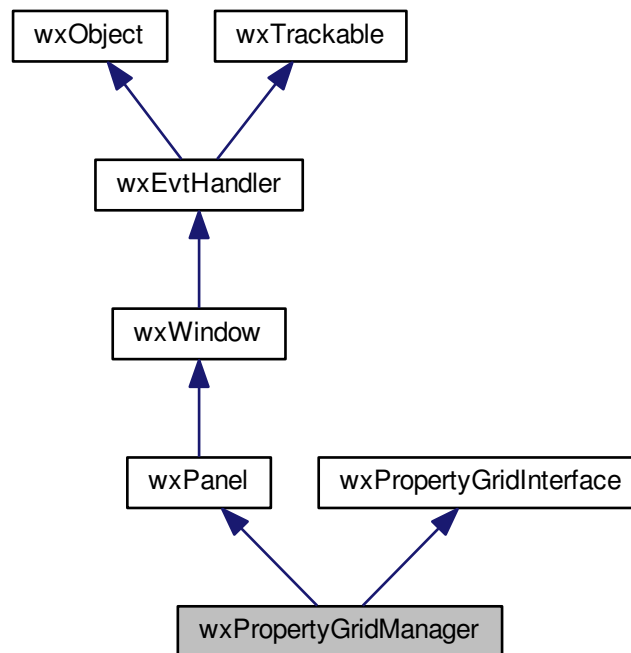 wxObject
wxTrackable
wxEvtHandler
wxWindow
wxPanel
wxPropertyGridInterface
wxPropertyGridManager